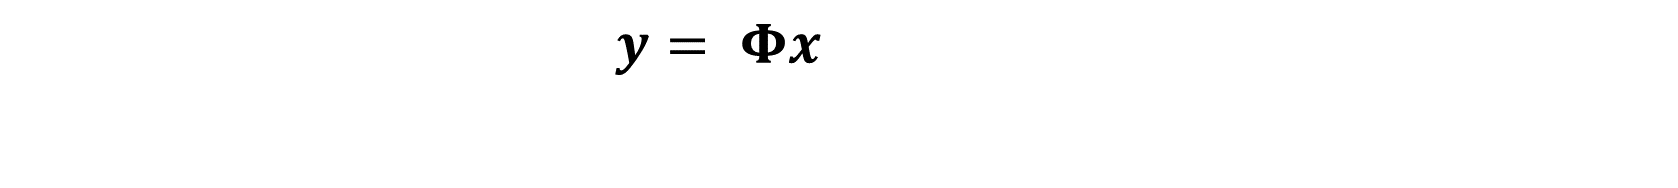 y = Φx